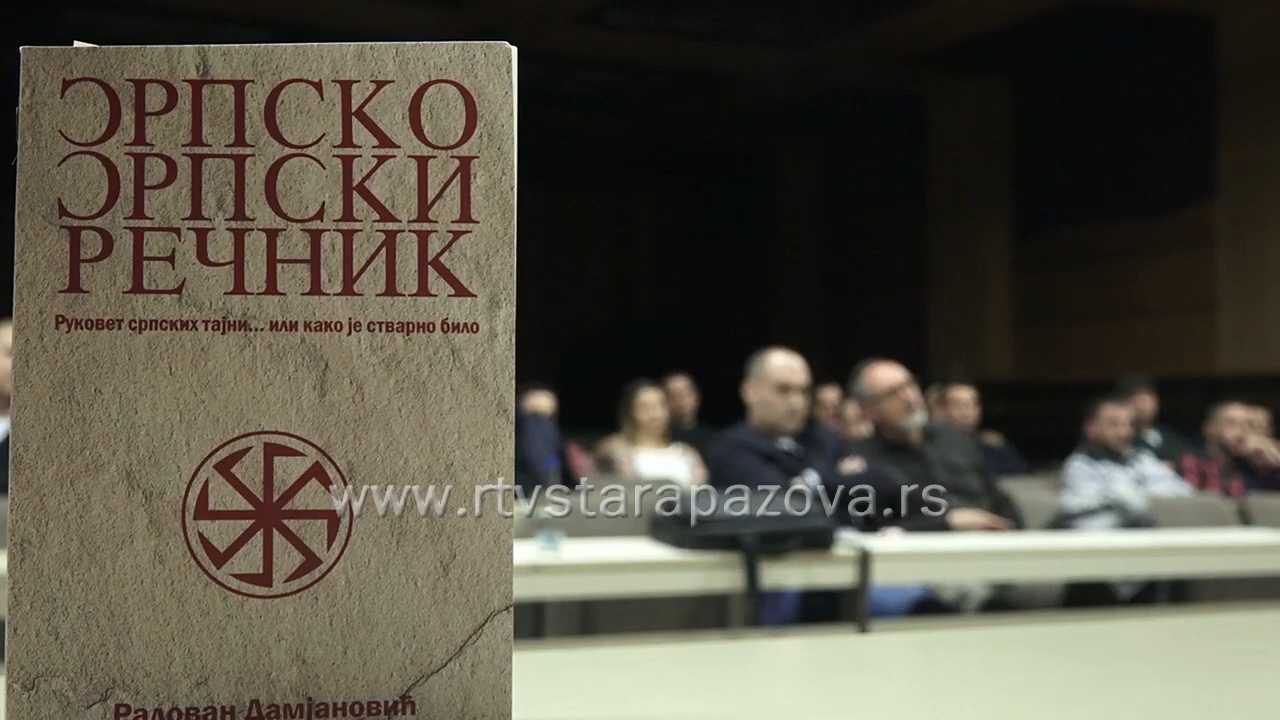 ЭРПСКО
ЭРПСКИ
РЕЧНИК
Руковет српских тајни... или како је стварно било
www.rtvstarapazova.rs
Радован Дамјановић